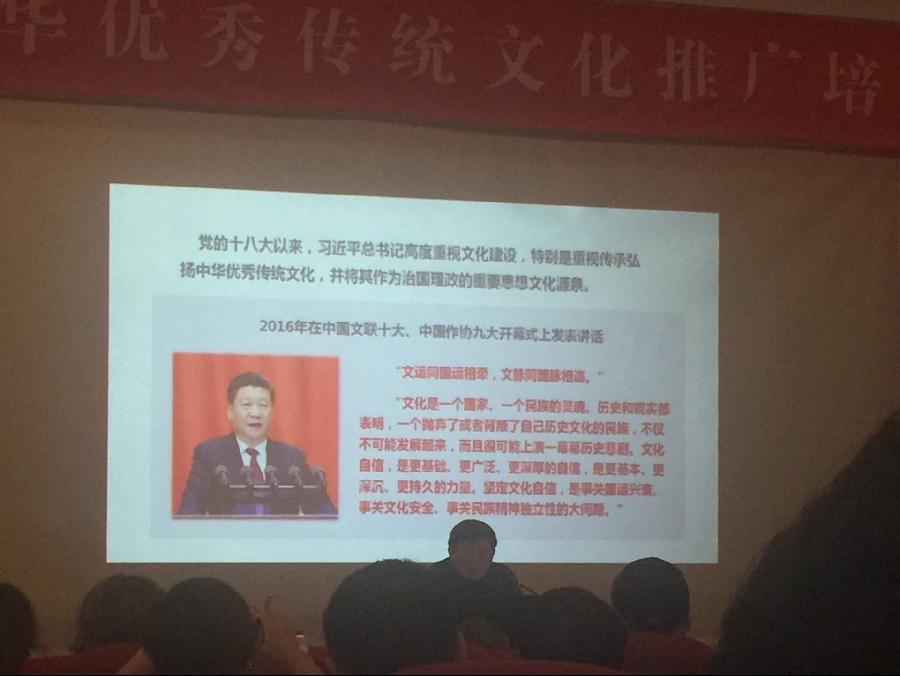 华优秀传统文化推广培
党的十八大以来，习近平总书记高度重视文化建设，特别是重视传承弘
扬中华优秀传统文化，并将其作为治国理政的重要思想文化源泉。
2016年在中国文联十大、中国作协九大开幕式上发表讲话
“文运同国运相牵，文脉同国脉相连。”
“文化是一个国家、一个民族的灵魂。历史和现实都
表明，一个抛弃了或者背叛了自己历史文化的民族，不仅
不可能发展起来，而且很可能上演一幕幕历史悲剧。文化
自信，是更基础、更广泛、更深厚的自信，是更基本、更
深沉、更持久的力量。坚定文化自信，是事关国运兴衰、
事关文化安全、事关民族精神独立性的大问题。”